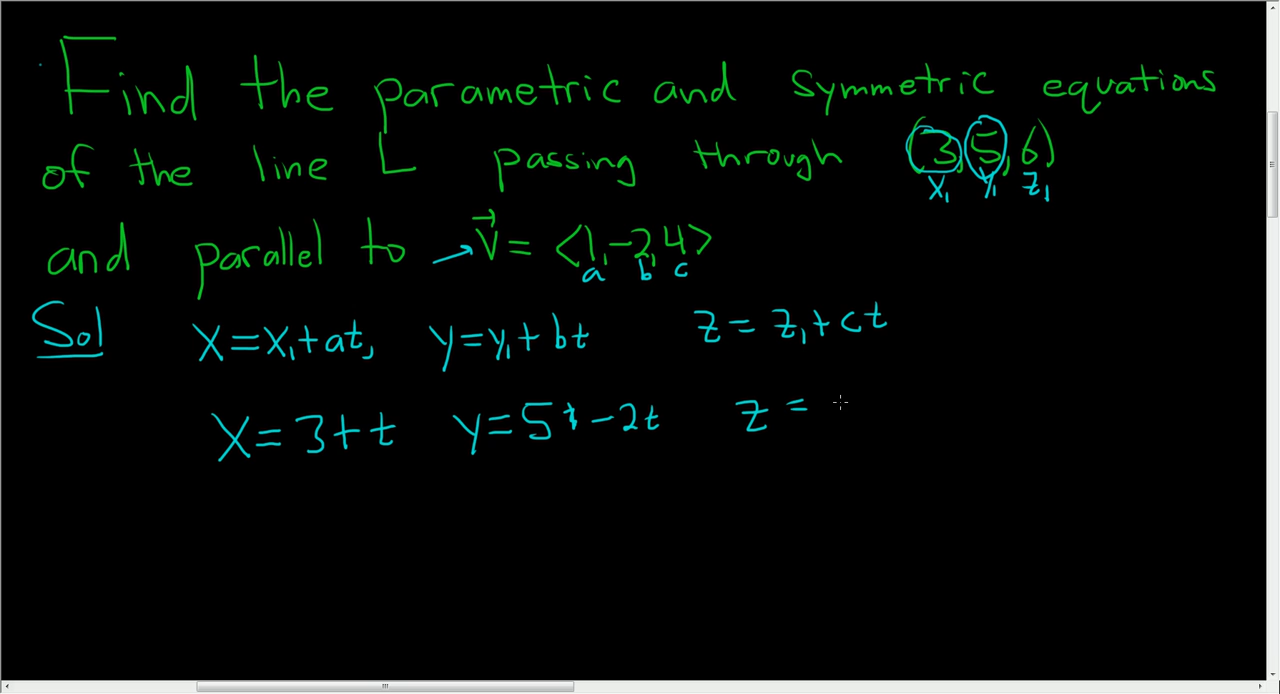 Find the parametric and symmetric equations
of the line L passing through (3,5,6)
x₁ y₁ z₁
and parallel to → v⃗ = <1,-2,4>
a b c
Sol x = x₁ + at, y = y₁ + bt z = z₁ + ct
x = 3 + t y = 5 - 2t z =